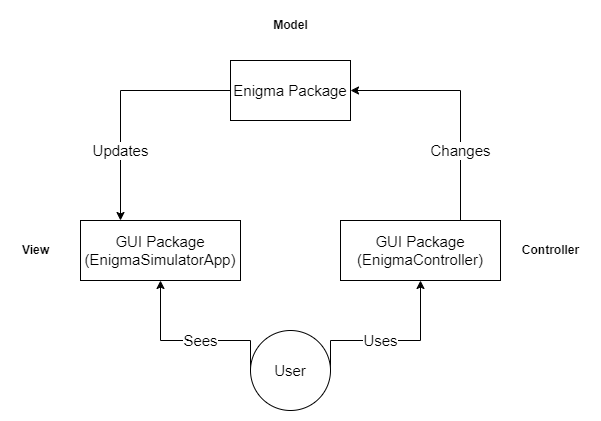 Model
Enigma Package
Updates
Changes
View
GUI Package
(EnigmaSimulatorApp)
GUI Package
(EnigmaController)
Controller
Sees
Uses
User